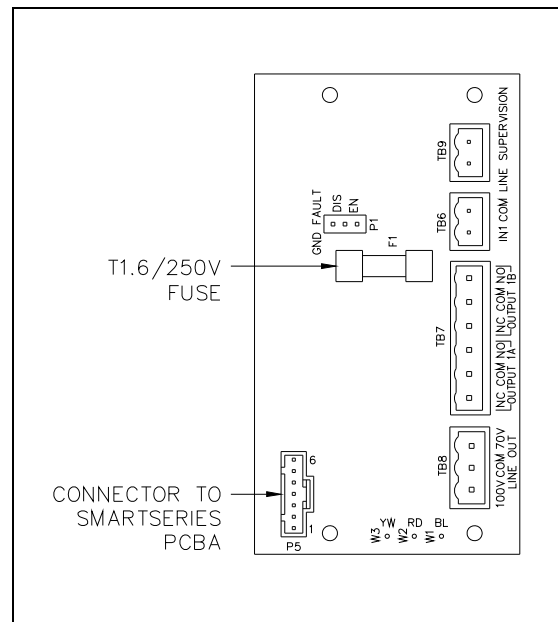 TB9
LINE SUPERVISION
GND FAULT
DIS
EN
P1
TB6
IN1 COM
F1
T1.6/250V
FUSE
TB7
NC COM NO
OUTPUT 1B
NC COM NO
OUTPUT 1A
TB8
100V COM 70V
LINE OUT
6
CONNECTOR TO
SMARTSERIES
PCBA
1
P5
W3
YW
W2
RD
W1
BL